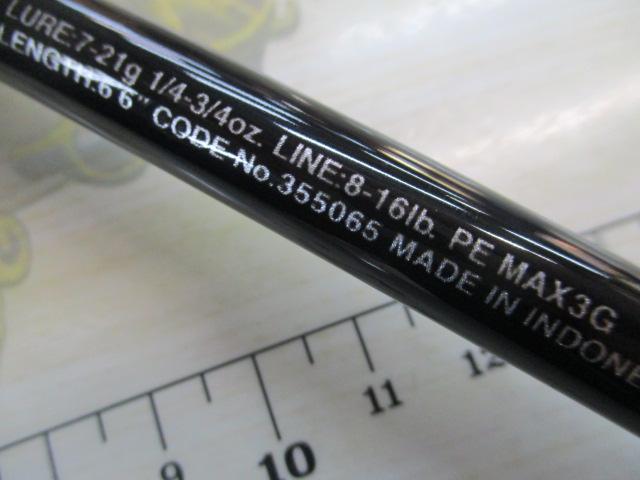 LURE:7-21g 1/4-3/4oz. LINE:8-16lb. PE MAX3G
LENGTH:6'6" CODE No.355065 MADE IN INDONE
9 10 11 12